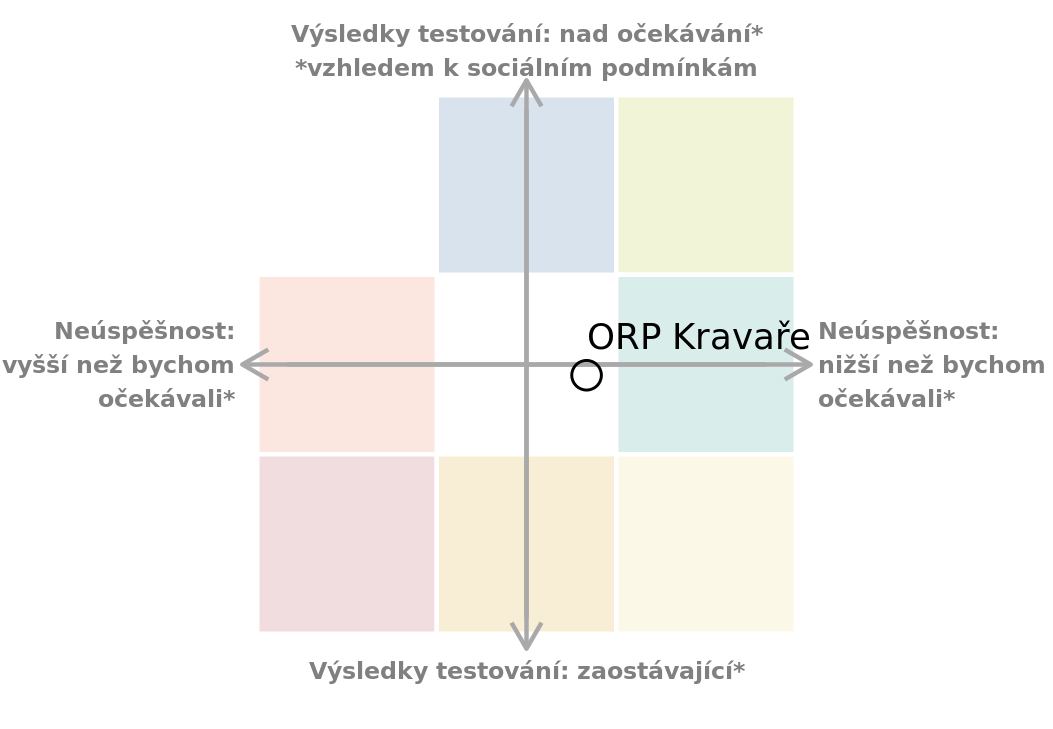 Výsledky testování: nad očekávání*
*vzhledem k sociálním podmínkám
ORP Kravaře
Neúspěšnost:
vyšší než bychom
očekávali*
Neúspěšnost:
nižší než bychom
očekávali*
Výsledky testování: zaostávající*